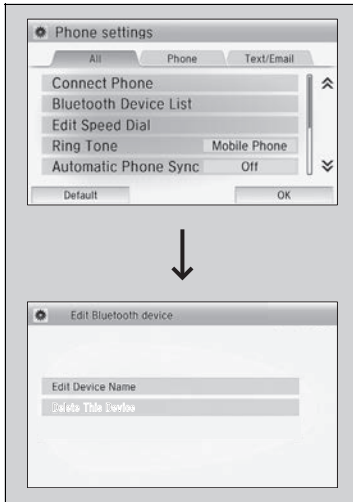 Phone settings
All Phone Text/Email
Connect Phone
Bluetooth Device List
Edit Speed Dial
Ring Tone Mobile Phone
Automatic Phone Sync Off
Default OK
Edit Bluetooth device
Edit Device Name
Delete This Device